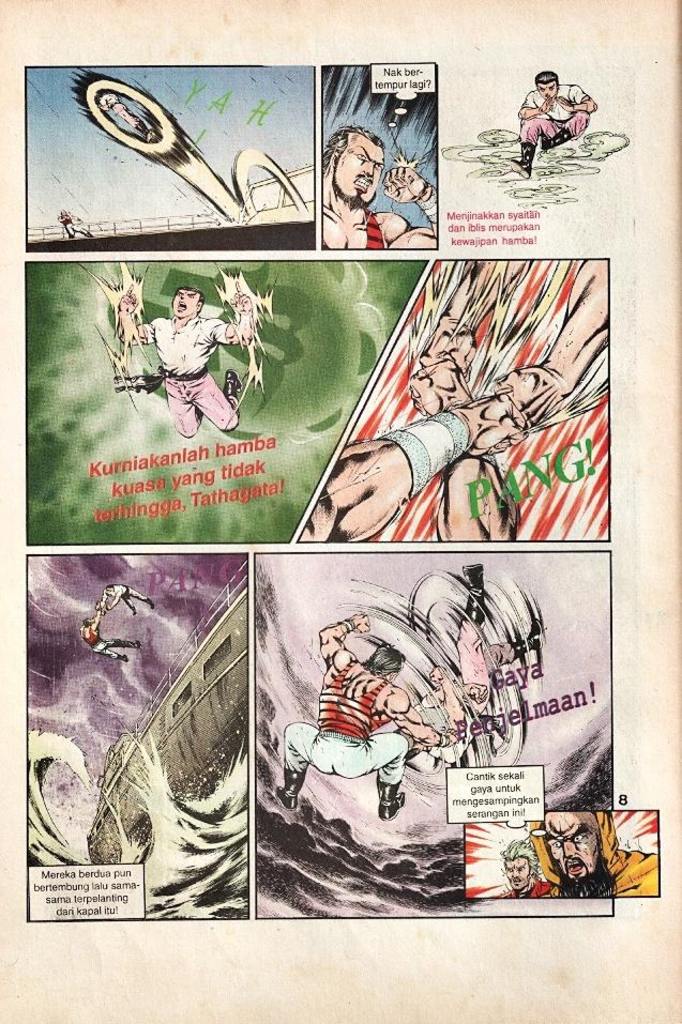 YAH!
Nak ber-
tempur lagi?
Menjinakkan syaitan
dan iblis merupakan
kewajipan hamba!
Kurniakanlah hamba
kuasa yang tidak
terhingga, Tathagata!
PANG!
PANG
Mereka berdua pun
bertembung lalu sama-
sama terpelanting
dari kapal itu!
Gaya
Penjelmaan!
Cantik sekali
gaya untuk
mengesampingkan
serangan ini!
8